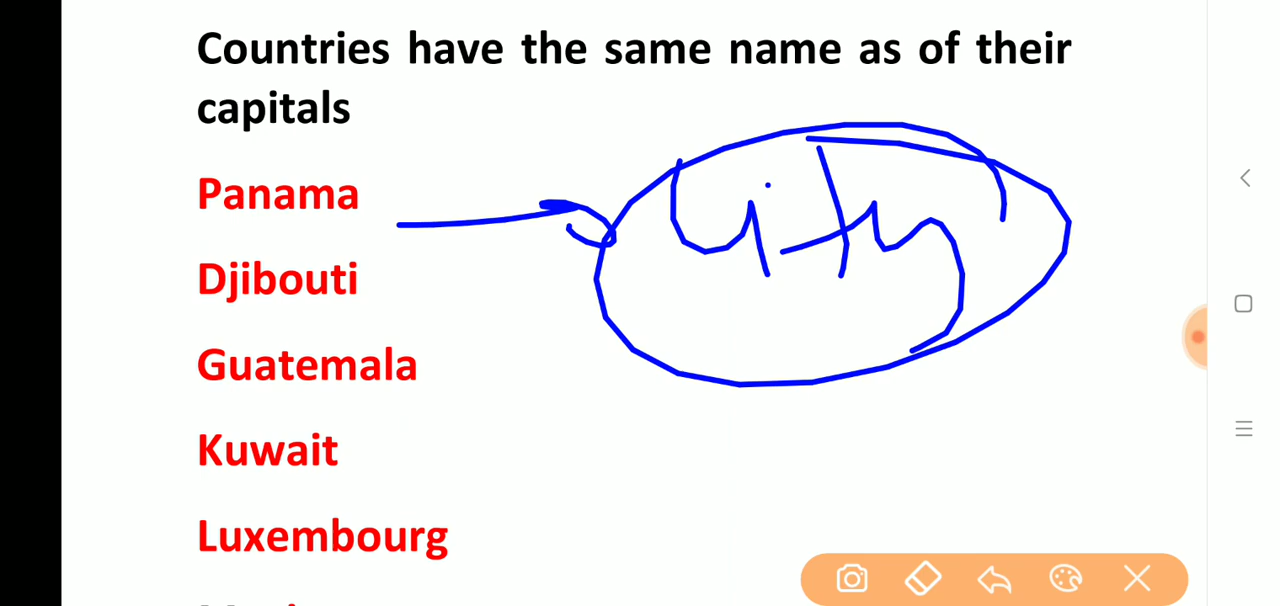 Countries have the same name as of their
capitals
Panama
city
Djibouti
Guatemala
Kuwait
Luxembourg